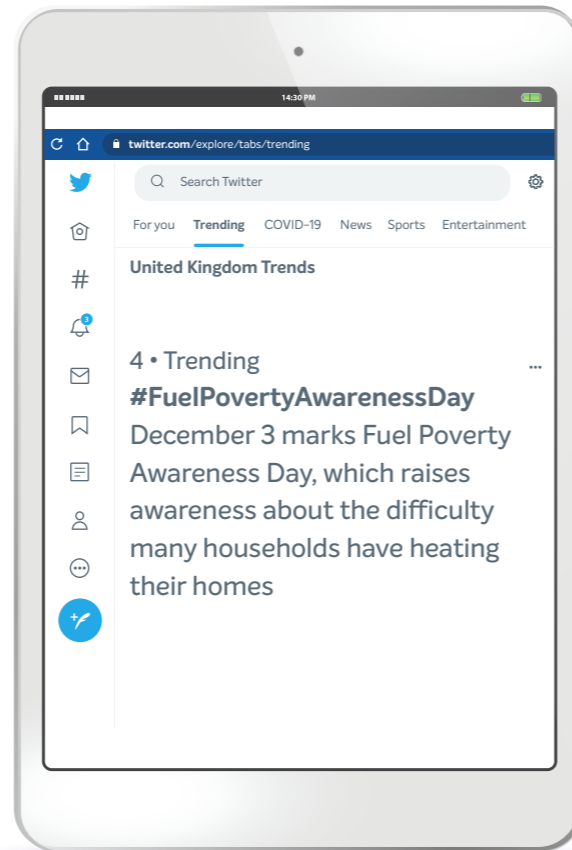 14:30 PM
twitter.com/explore/tabs/trending
Search Twitter
For you Trending COVID-19 News Sports Entertainment
United Kingdom Trends
3
4 • Trending
#FuelPovertyAwarenessDay
December 3 marks Fuel Poverty
Awareness Day, which raises
awareness about the difficulty
many households have heating
their homes